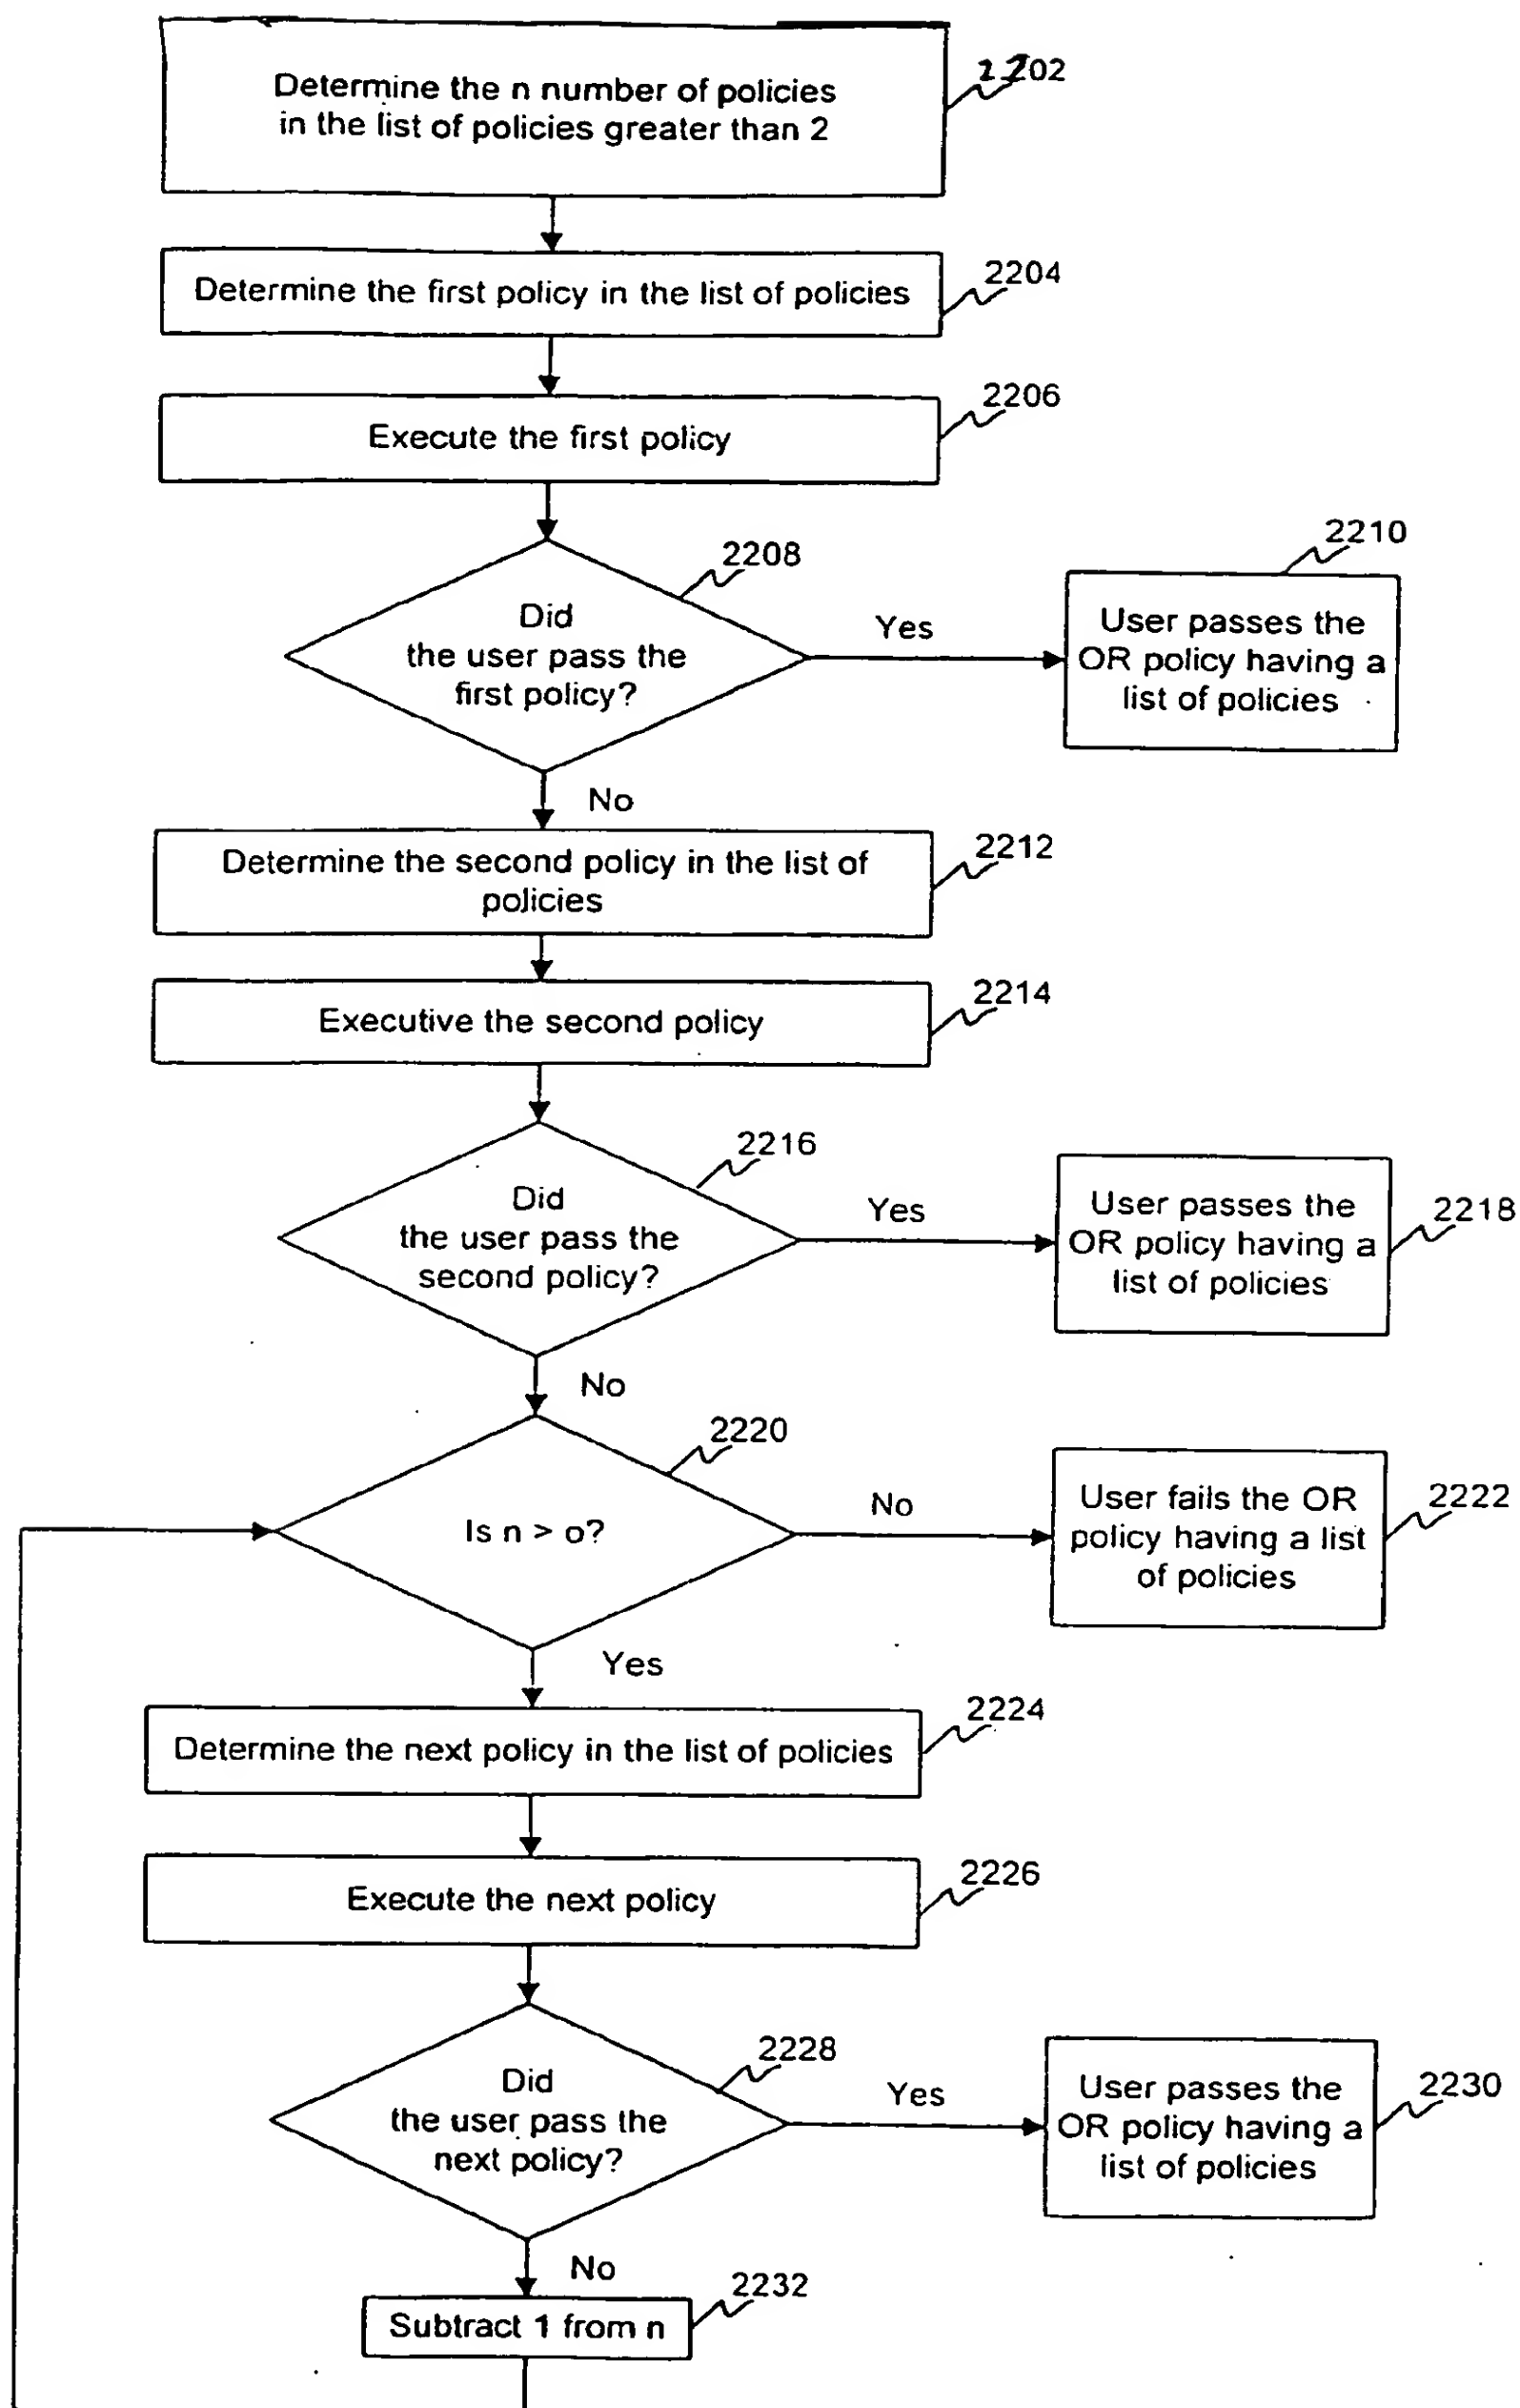 Determine the n number of policies
in the list of policies greater than 2
2202
Determine the first policy in the list of policies
2204
Execute the first policy
2206
Did
the user pass the
first policy?
2208
Yes
User passes the
OR policy having a
list of policies
2210
No
Determine the second policy in the list of
policies
2212
Executive the second policy
2214
Did
the user pass the
second policy?
2216
Yes
User passes the
OR policy having a
list of policies
2218
No
Is n > o?
2220
No
User fails the OR
policy having a list
of policies
2222
Yes
Determine the next policy in the list of policies
2224
Execute the next policy
2226
Did
the user pass the
next policy?
2228
Yes
User passes the
OR policy having a
list of policies
2230
No
Subtract 1 from n
2232